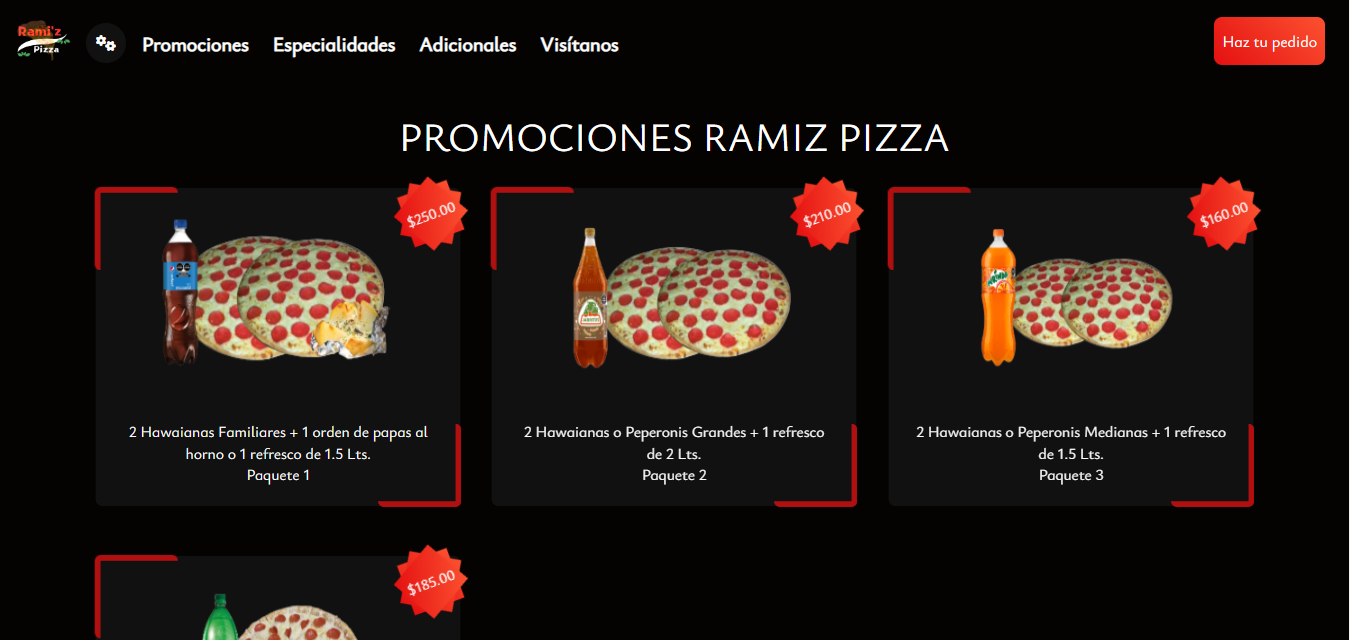 Rami'z
Pizza
Promociones
Especialidades
Adicionales
Visítanos
Haz tu pedido
PROMOCIONES RAMIZ PIZZA
$250.00
$210.00
$160.00
2 Hawaianas Familiares + 1 orden de papas al
horno o 1 refresco de 1.5 Lts.
Paquete 1
2 Hawaianas o Peperonis Grandes + 1 refresco
de 2 Lts.
Paquete 2
2 Hawaianas o Peperonis Medianas + 1 refresco
de 1.5 Lts.
Paquete 3
$185.00